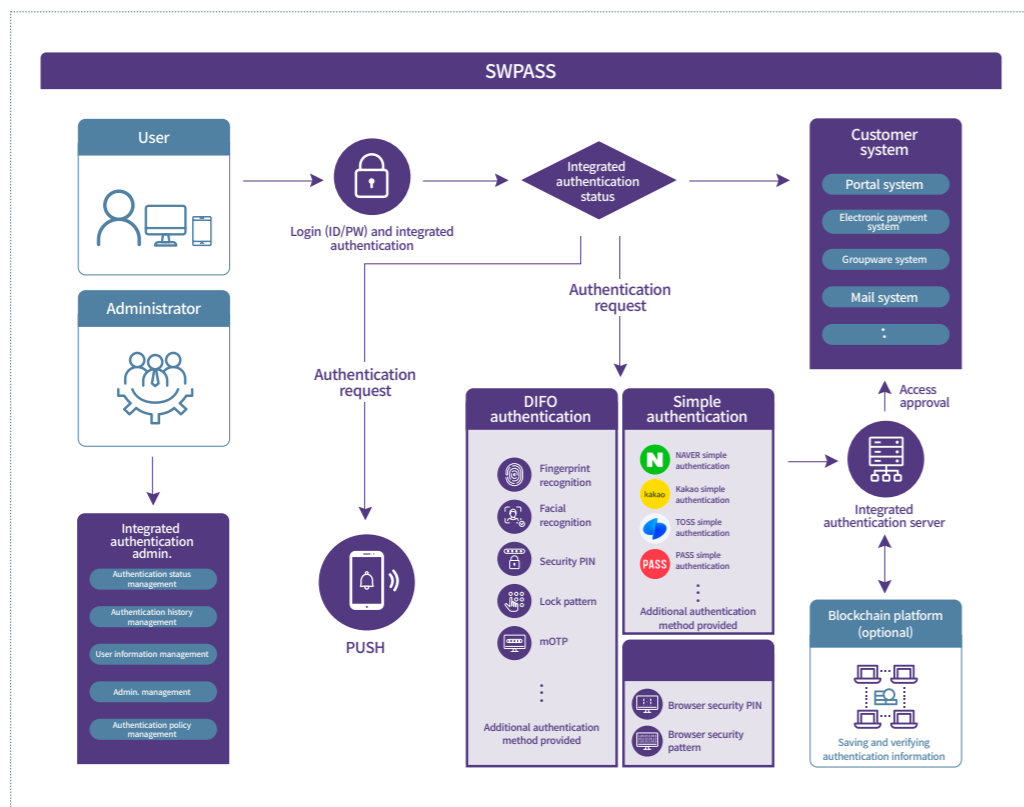 SWPASS
User
Login (ID/PW) and integrated
authentication
Integrated
authentication
status
Customer
system
Portal system
Electronic payment
system
Groupware system
Mail system
:
Administrator
Integrated
authentication
admin.
Authentication status
management
Authentication history
management
User information management
Admin. management
Authentication policy
management
Authentication
request
PUSH
Authentication
request
DIFO
authentication
Fingerprint
recognition
Facial
recognition
Security PIN
Lock pattern
mOTP
Additional authentication
method provided
Simple
authentication
N
NAVER simple
authentication
kakao
Kakao simple
authentication
TOSS simple
authentication
PASS
PASS simple
authentication
Additional authentication
method provided
Browser security PIN
Browser security
pattern
Access
approval
Integrated
authentication server
Blockchain platform
(optional)
Saving and verifying
authentication information